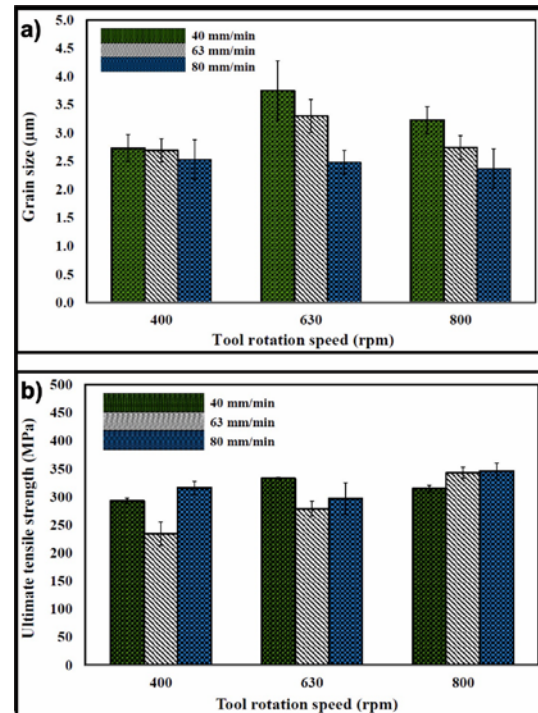 a)
5.0
4.5
4.0
3.5
3.0
2.5
2.0
1.5
1.0
0.5
0.0
Grain size (µm)
40 mm/min
63 mm/min
80 mm/min
400 630 800
Tool rotation speed (rpm)
b)
500
450
400
350
300
250
200
150
100
50
0
Ultimate tensile strength (MPa)
40 mm/min
63 mm/min
80 mm/min
400 630 800
Tool rotation speed (rpm)